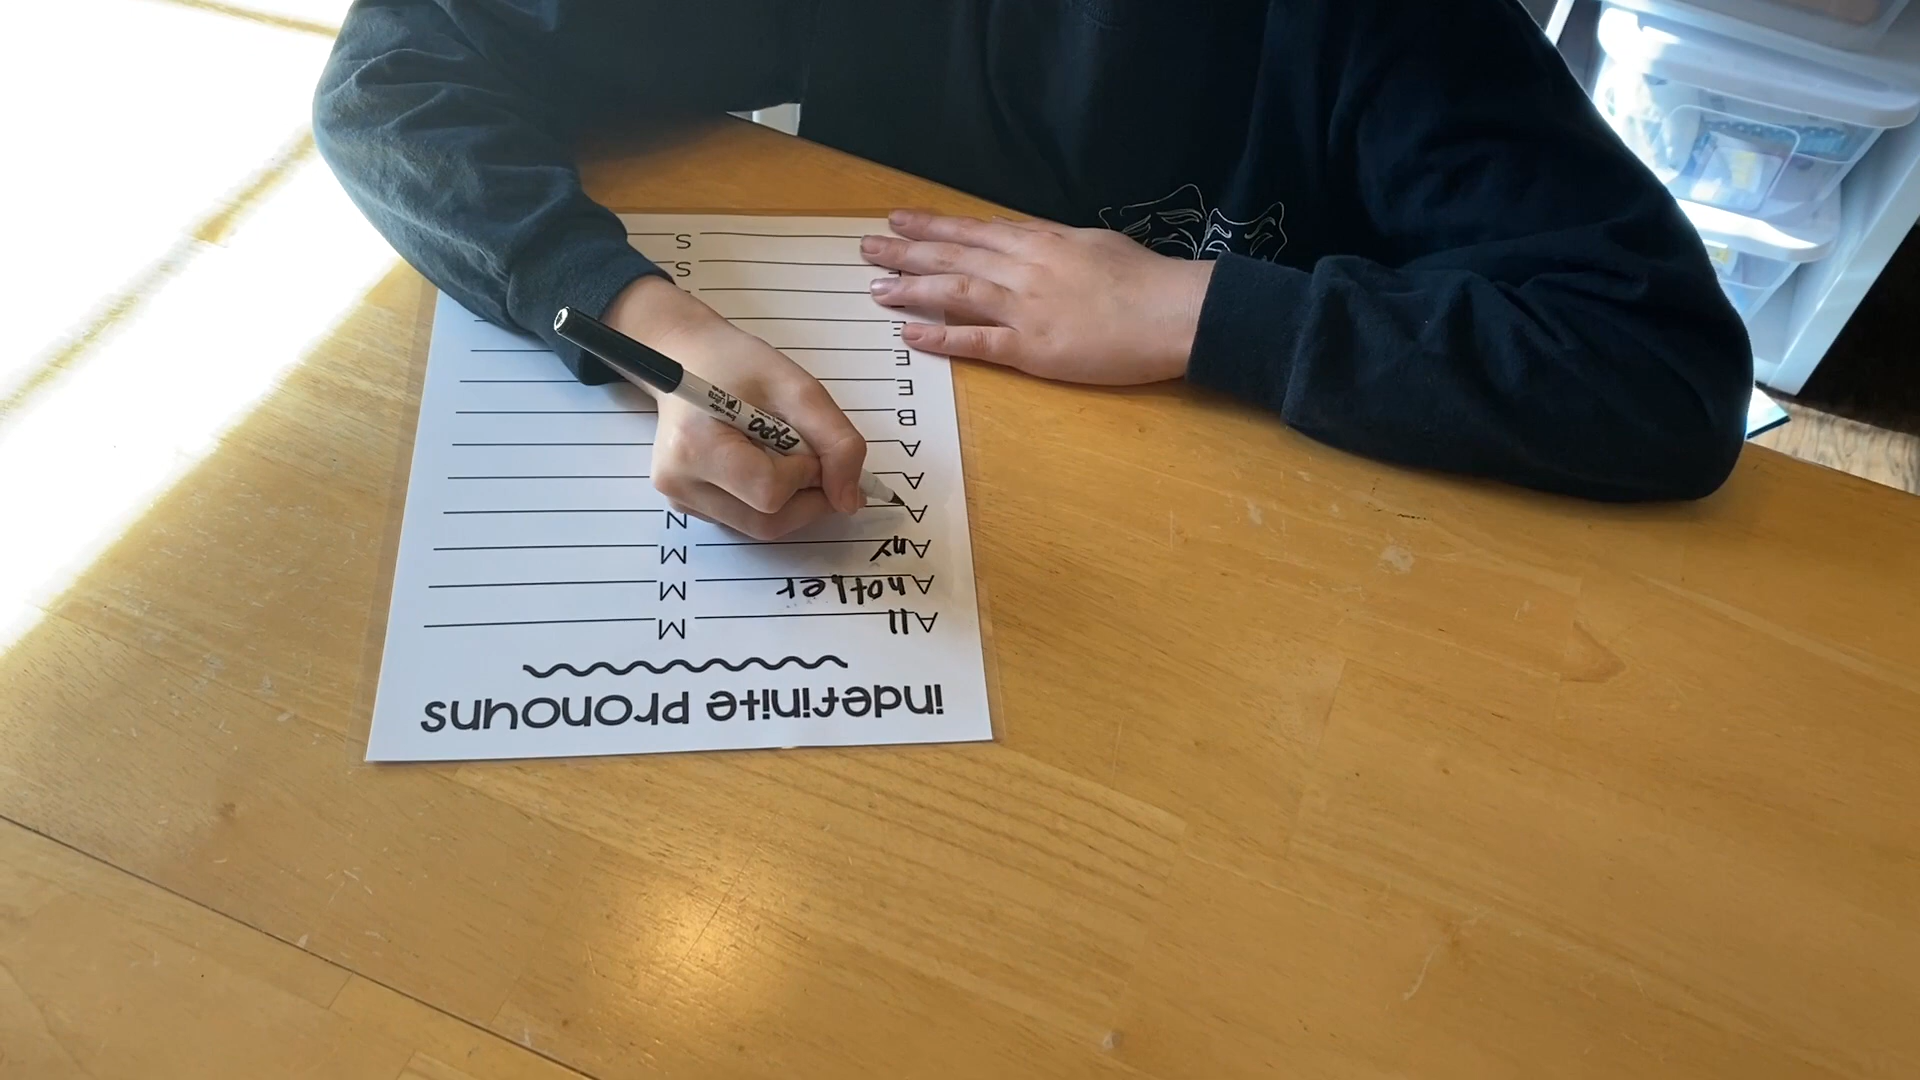 indefinite pronouns
All M
Another M
Any M
A N
A
A
B
E
E
E
S
S
EXPO